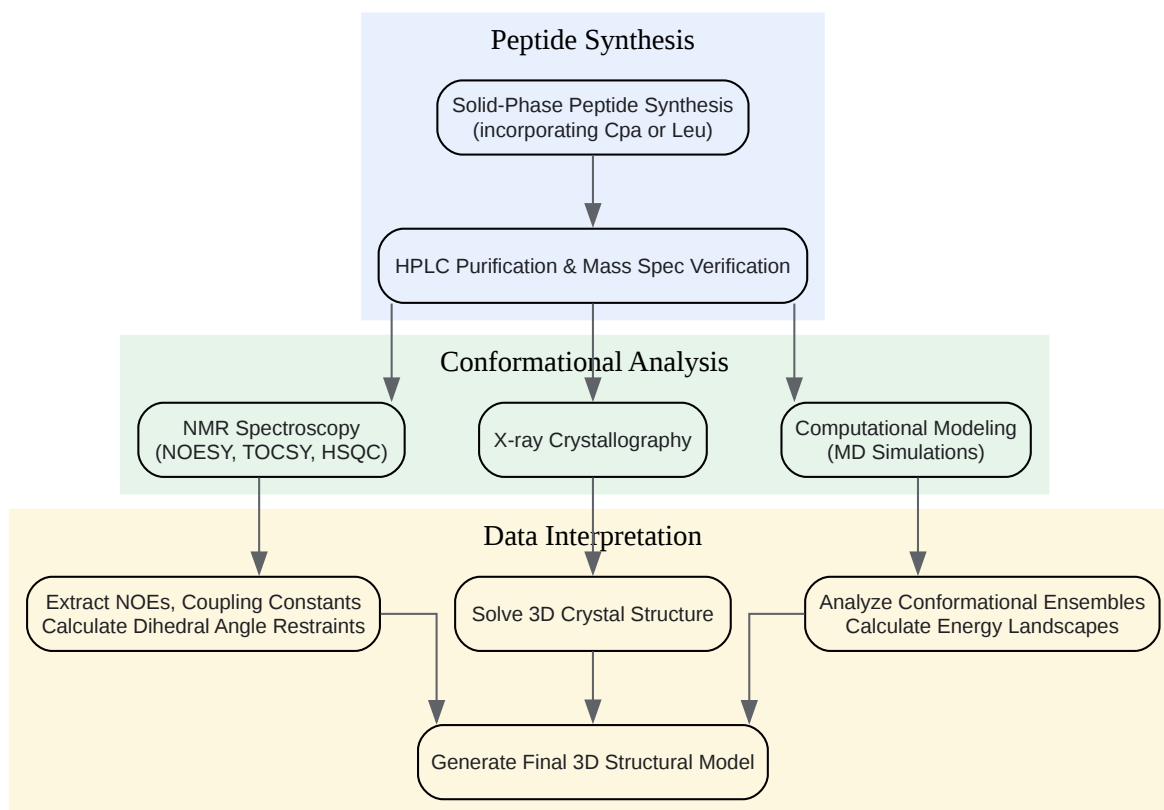 Peptide Synthesis
Solid-Phase Peptide Synthesis
(incorporating Cpa or Leu)
HPLC Purification & Mass Spec Verification
Conformational Analysis
NMR Spectroscopy
(NOESY, TOCSY, HSQC)
X-ray Crystallography
Computational Modeling
(MD Simulations)
Data Interpretation
Extract NOEs, Coupling Constants
Calculate Dihedral Angle Restraints
Solve 3D Crystal Structure
Analyze Conformational Ensembles
Calculate Energy Landscapes
Generate Final 3D Structural Model